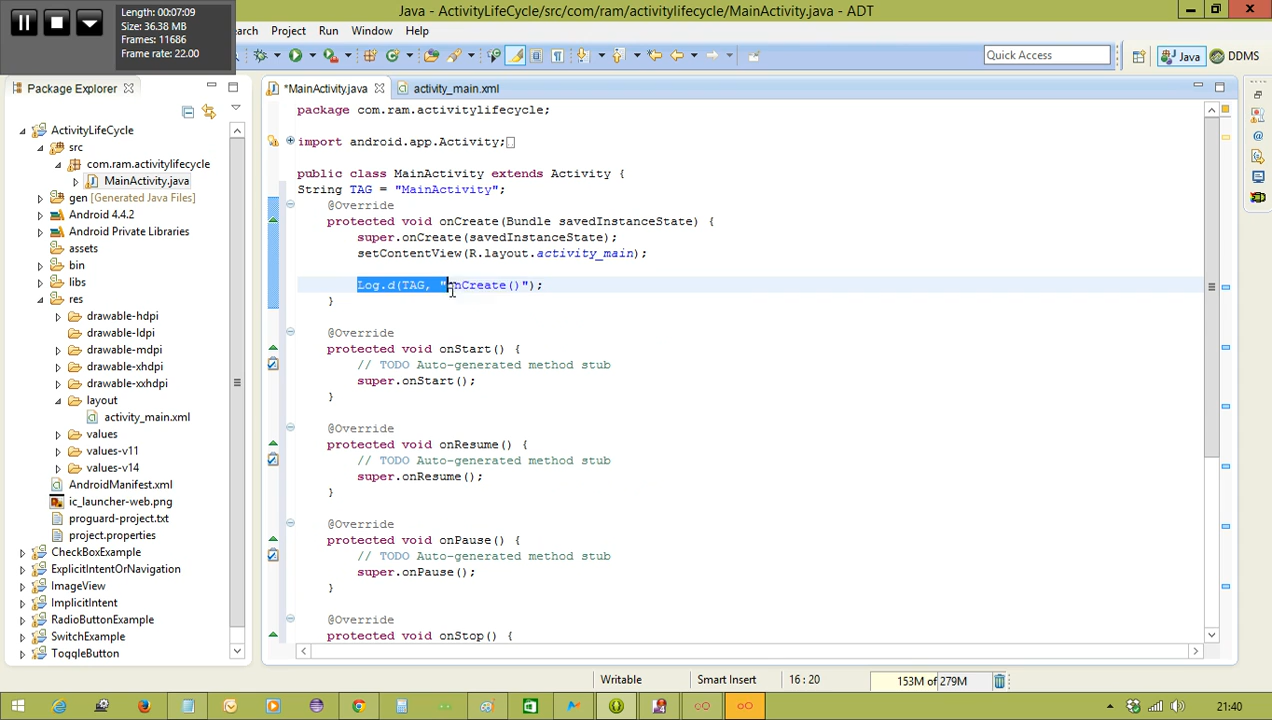 Length: 00:07:09
Size: 36.38 MB
Frames: 11686
Frame rate: 22.00
Java - ActivityLifeCycle/src/com/ram/activitylifecycle/MainActivity.java - ADT
arch Project Run Window Help
Quick Access
Java
DDMS
Package Explorer
*MainActivity.java
activity_main.xml
ActivityLifeCycle
src
com.ram.activitylifecycle
MainActivity.java
gen [Generated Java Files]
Android 4.4.2
Android Private Libraries
assets
bin
libs
res
drawable-hdpi
drawable-ldpi
drawable-mdpi
drawable-xhdpi
drawable-xxhdpi
layout
activity_main.xml
values
values-v11
values-v14
AndroidManifest.xml
ic_launcher-web.png
proguard-project.txt
project.properties
CheckBoxExample
ExplicitIntentOrNavigation
ImageView
ImplicitIntent
RadioButtonExample
SwitchExample
ToggleButton
package com.ram.activitylifecycle;
import android.app.Activity;
public class MainActivity extends Activity {
String TAG = "MainActivity";
@Override
protected void onCreate(Bundle savedInstanceState) {
super.onCreate(savedInstanceState);
setContentView(R.layout.activity_main);
Log.d(TAG, "onCreate()");
}
@Override
protected void onStart() {
// TODO Auto-generated method stub
super.onStart();
}
@Override
protected void onResume() {
// TODO Auto-generated method stub
super.onResume();
}
@Override
protected void onPause() {
// TODO Auto-generated method stub
super.onPause();
}
@Override
protected void onStop() {
Writable
Smart Insert
16 : 20
153M of 279M
21:40